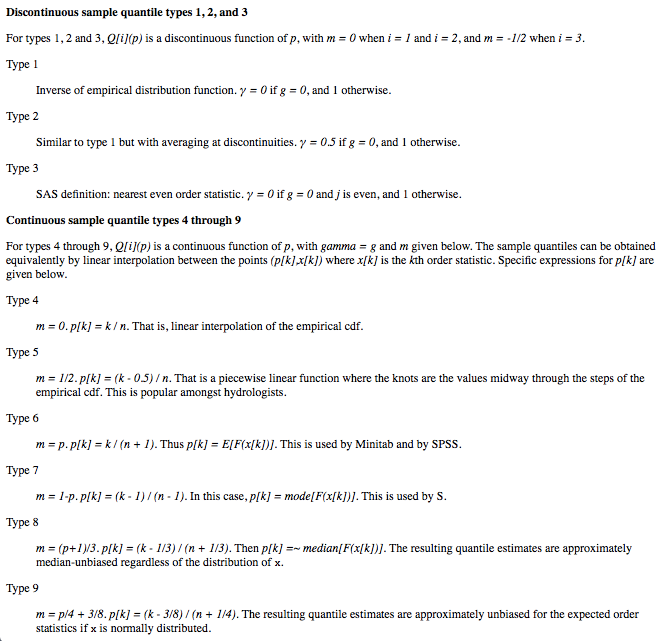 Discontinuous sample quantile types 1, 2, and 3
For types 1, 2 and 3, Q[i](p) is a discontinuous function of p, with m = 0 when i = 1 and i = 2, and m = -1/2 when i = 3.
Type 1
Inverse of empirical distribution function. γ = 0 if g = 0, and 1 otherwise.
Type 2
Similar to type 1 but with averaging at discontinuities. γ = 0.5 if g = 0, and 1 otherwise.
Type 3
SAS definition: nearest even order statistic. γ = 0 if g = 0 and j is even, and 1 otherwise.
Continuous sample quantile types 4 through 9
For types 4 through 9, Q[i](p) is a continuous function of p, with gamma = g and m given below. The sample quantiles can be obtained
equivalently by linear interpolation between the points (p[k],x[k]) where x[k] is the kth order statistic. Specific expressions for p[k] are
given below.
Type 4
m = 0. p[k] = k / n. That is, linear interpolation of the empirical cdf.
Type 5
m = 1/2. p[k] = (k - 0.5) / n. That is a piecewise linear function where the knots are the values midway through the steps of the
empirical cdf. This is popular amongst hydrologists.
Type 6
m = p. p[k] = k / (n + 1). Thus p[k] = E[F(x[k])]. This is used by Minitab and by SPSS.
Type 7
m = 1-p. p[k] = (k - 1) / (n - 1). In this case, p[k] = mode[F(x[k])]. This is used by S.
Type 8
m = (p+1)/3. p[k] = (k - 1/3) / (n + 1/3). Then p[k] =~ median[F(x[k])]. The resulting quantile estimates are approximately
median-unbiased regardless of the distribution of x.
Type 9
m = p/4 + 3/8. p[k] = (k - 3/8) / (n + 1/4). The resulting quantile estimates are approximately unbiased for the expected order
statistics if x is normally distributed.